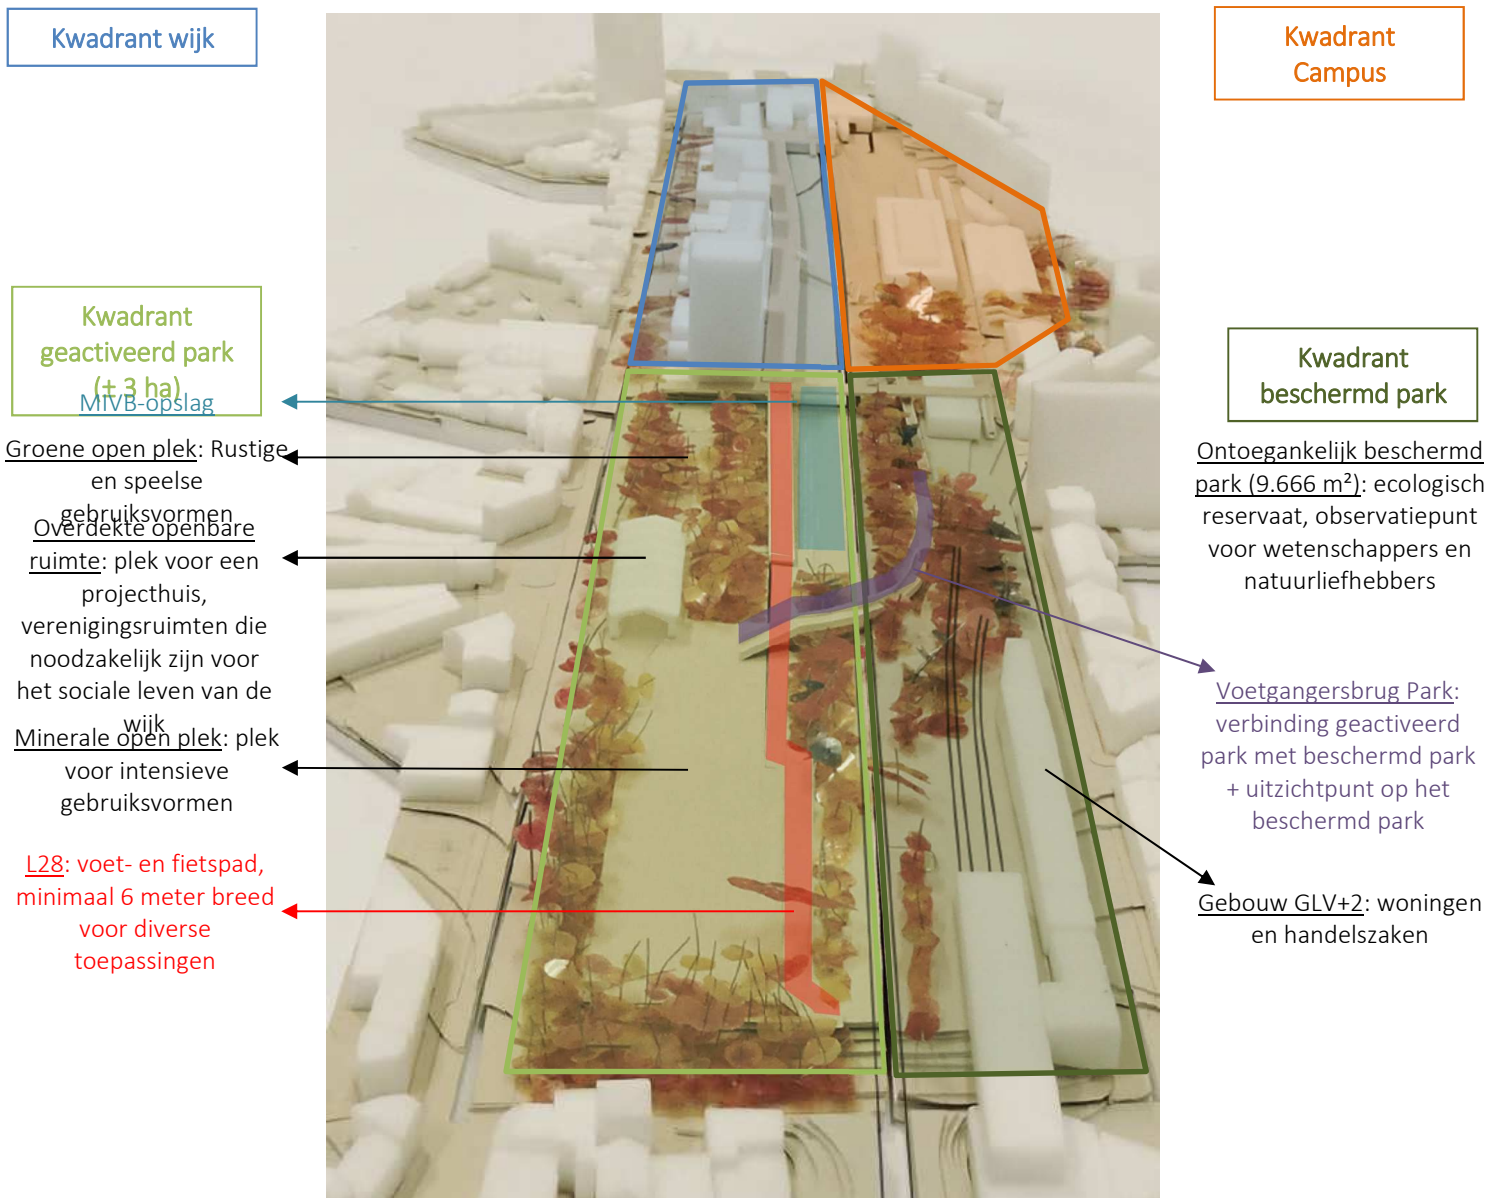 Kwadrant wijk
Kwadrant
Campus
Kwadrant
geactiveerd park
(± 3 ha)
MIVB-opslag
Groene open plek: Rustige
en speelse
gebruiksvormen
Overdekte openbare
ruimte: plek voor een
projecthuis,
verenigingsruimten die
noodzakelijk zijn voor
het sociale leven van de
wijk
Minerale open plek: plek
voor intensieve
gebruiksvormen
L28: voet- en fietspad,
minimaal 6 meter breed
voor diverse
toepassingen
Kwadrant
beschermd park
Ontoegankelijk beschermd
park (9.666 m²): ecologisch
reservaat, observatiepunt
voor wetenschappers en
natuurliefhebbers
Voetgangersbrug Park:
verbinding geactiveerd
park met beschermd park
+ uitzichtpunt op het
beschermd park
Gebouw GLV+2: woningen
en handelszaken